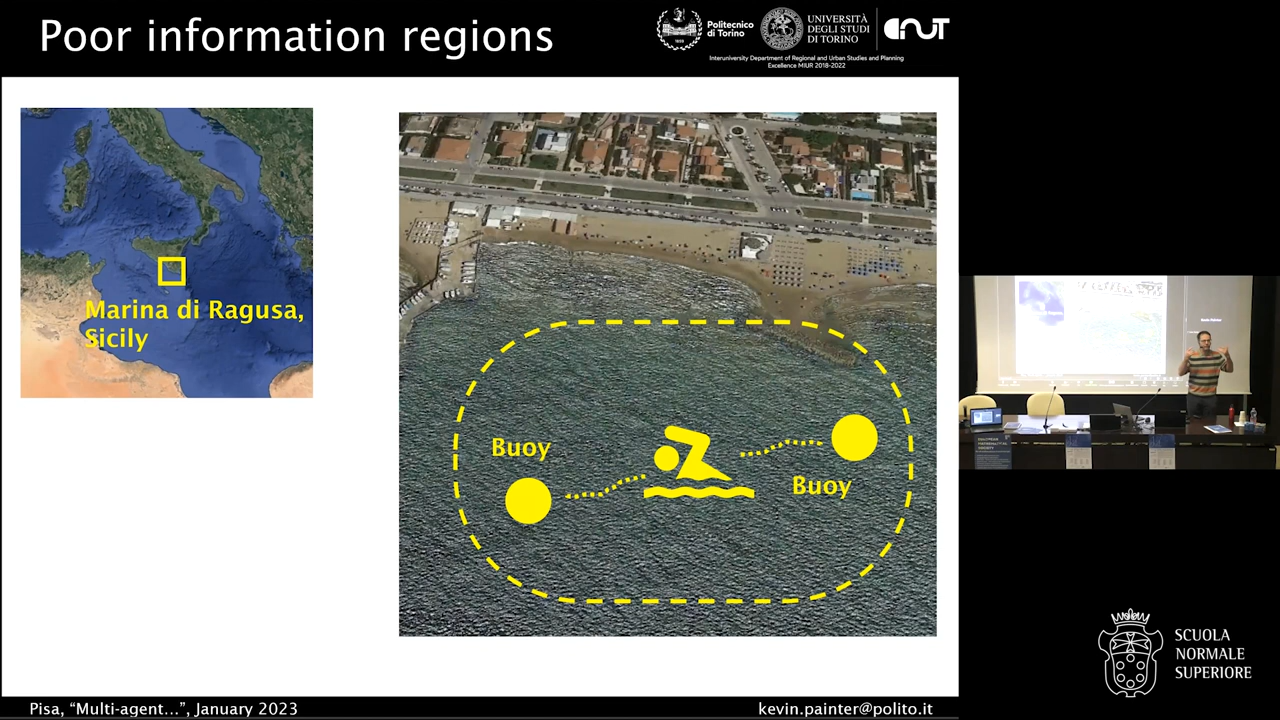 Poor information regions
Politecnico
di Torino
UNIVERSITÀ
DEGLI STUDI
DI TORINO
Interuniversity Department of Regional and Urban Studies and Planning
Excellence MIUR 2018-2022
Marina di Ragusa,
Sicily
Buoy
Buoy
Pisa, “Multi-agent...”, January 2023
kevin.painter@polito.it
SCUOLA
NORMALE
SUPERIORE